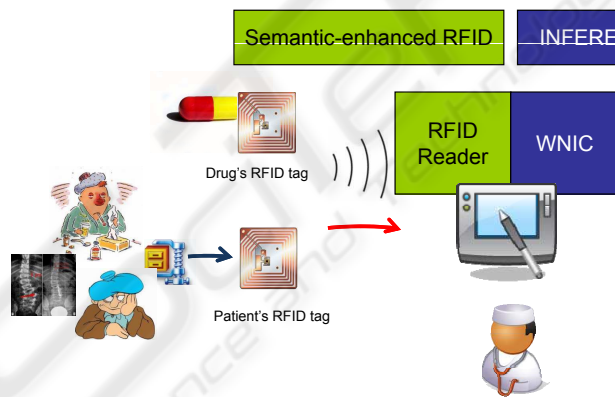 Semantic-enhanced RFID
INFERE
RFID
Reader
WNIC
Drug's RFID tag
Patient's RFID tag